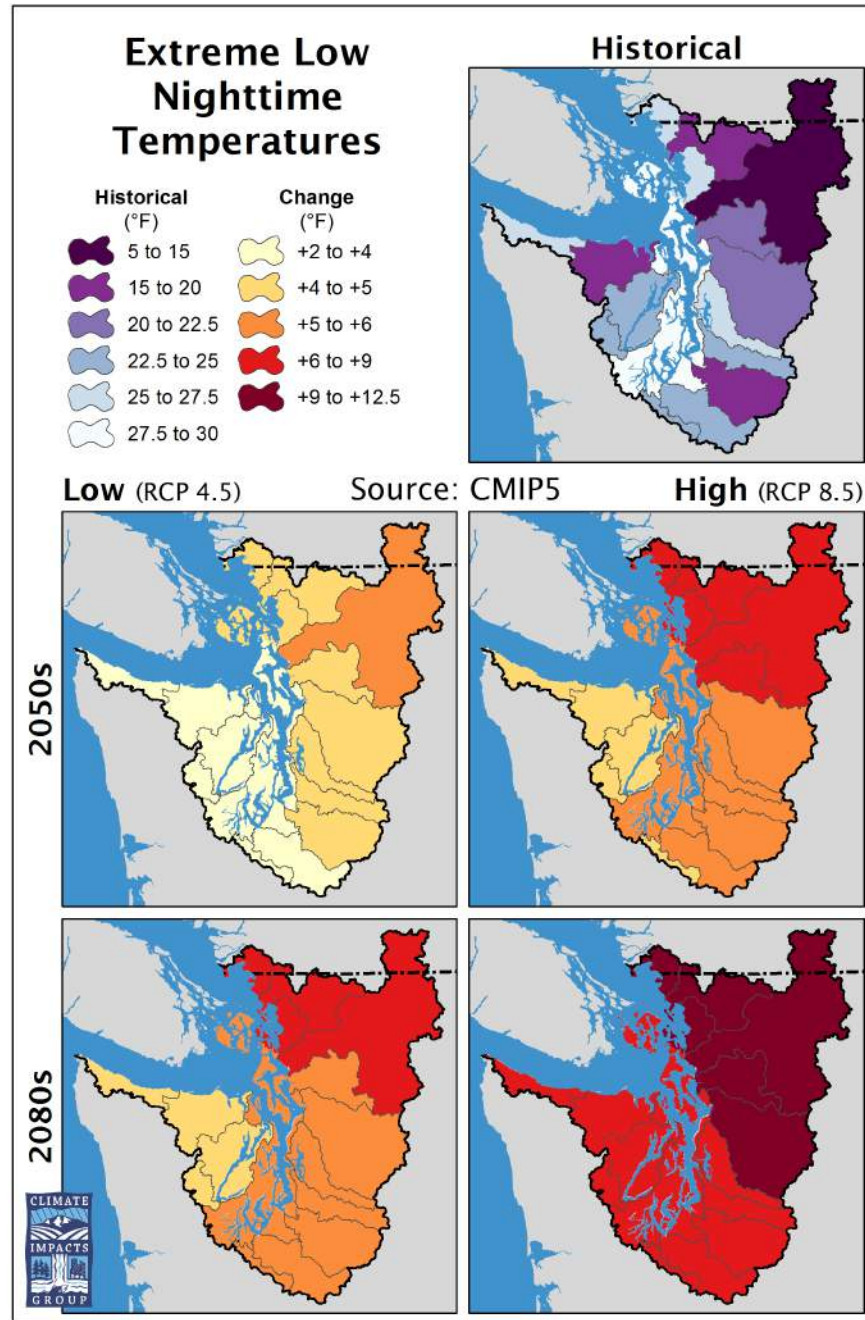 Extreme Low
Nighttime
Temperatures
Historical
(°F)
5 to 15
15 to 20
20 to 22.5
22.5 to 25
25 to 27.5
27.5 to 30
Change
(°F)
+2 to +4
+4 to +5
+5 to +6
+6 to +9
+9 to +12.5
Historical
Low (RCP 4.5) Source: CMIP5 High (RCP 8.5)
2050s
2080s
CLIMATE
IMPACTS
GROUP